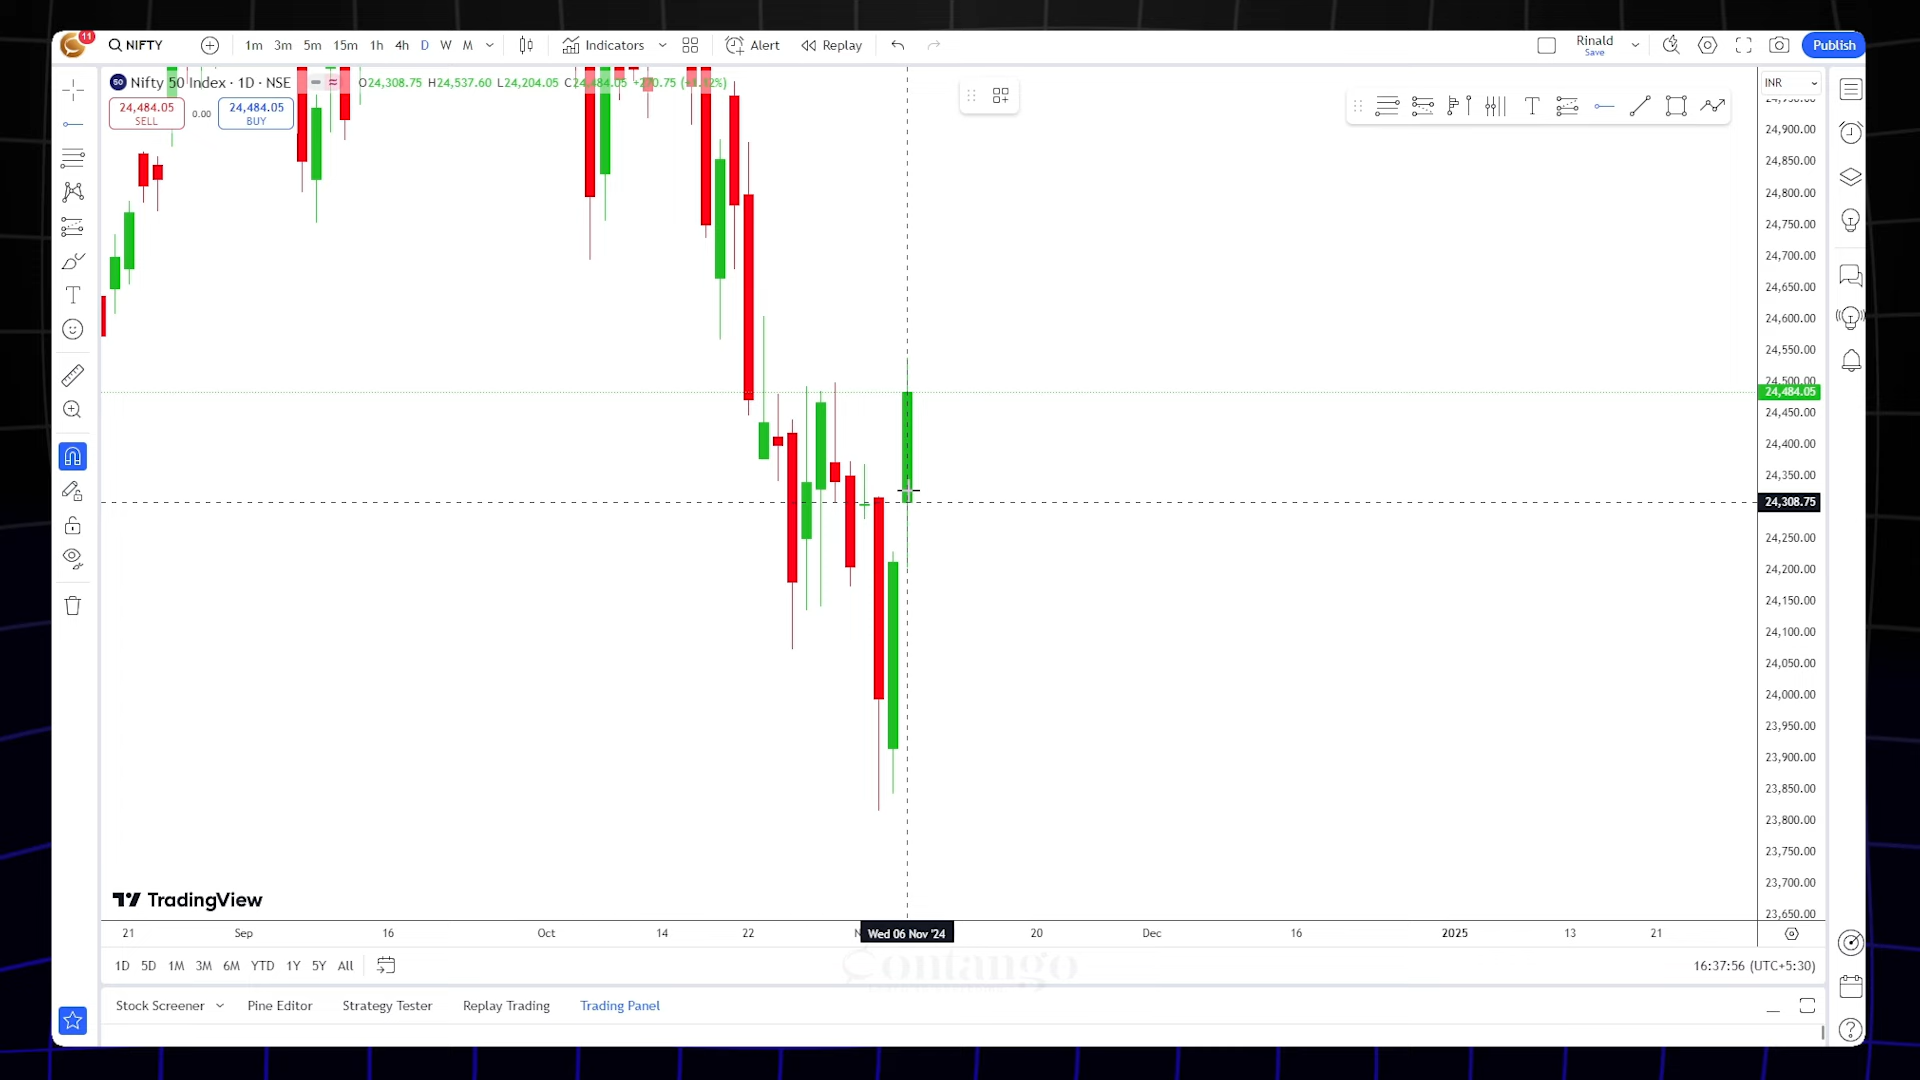 11
NIFTY
1m 3m 5m 15m 1h 4h D W M
Indicators
Alert
Replay
Rinald
Save
Publish
50 Nifty 50 Index · 1D · NSE
O24,308.75 H24,537.60 L24,204.05
INR
24,484.05
SELL
0.00
24,484.05
BUY
24,900.00
24,850.00
24,800.00
24,750.00
24,700.00
24,650.00
24,600.00
24,550.00
24,500.00
24,484.05
24,450.00
24,400.00
24,350.00
24,308.75
24,250.00
24,200.00
24,150.00
24,100.00
24,050.00
24,000.00
23,950.00
23,900.00
23,850.00
23,800.00
23,750.00
23,700.00
23,650.00
TradingView
21 Sep 16 Oct 14 22 Wed 06 Nov '24 20 Dec 16 2025 13 21
1D 5D 1M 3M 6M YTD 1Y 5Y All
16:37:56 (UTC+5:30)
Contango
Stock Screener Pine Editor Strategy Tester Replay Trading Trading Panel